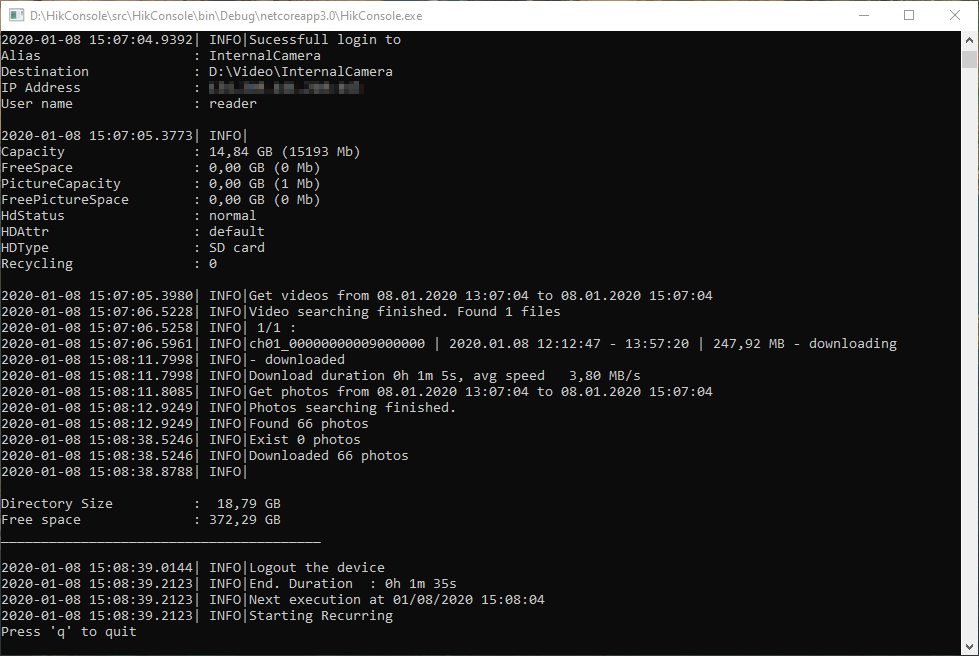 D:\HikConsole\src\HikConsole\bin\Debug\netcoreapp3.0\HikConsole.exe
2020-01-08 15:07:04.9392| INFO|Sucessfull login to
Alias : InternalCamera
Destination : D:\Video\InternalCamera
IP Address :
User name : reader
2020-01-08 15:07:05.3773| INFO|
Capacity : 14,84 GB (15193 Mb)
FreeSpace : 0,00 GB (0 Mb)
PictureCapacity : 0,00 GB (1 Mb)
FreePictureSpace : 0,00 GB (0 Mb)
HdStatus : normal
HDAttr : default
HDType : SD card
Recycling : 0
2020-01-08 15:07:05.3980| INFO|Get videos from 08.01.2020 13:07:04 to 08.01.2020 15:07:04
2020-01-08 15:07:06.5228| INFO|Video searching finished. Found 1 files
2020-01-08 15:07:06.5258| INFO| 1/1 :
2020-01-08 15:07:06.5961| INFO|ch01_00000000009000000 | 2020.01.08 12:12:47 - 13:57:20 | 247,92 MB - downloading
2020-01-08 15:08:11.7998| INFO|- downloaded
2020-01-08 15:08:11.7998| INFO|Download duration 0h 1m 5s, avg speed 3,80 MB/s
2020-01-08 15:08:11.8085| INFO|Get photos from 08.01.2020 13:07:04 to 08.01.2020 15:07:04
2020-01-08 15:08:12.9249| INFO|Photos searching finished.
2020-01-08 15:08:12.9249| INFO|Found 66 photos
2020-01-08 15:08:38.5246| INFO|Exist 0 photos
2020-01-08 15:08:38.5246| INFO|Downloaded 66 photos
2020-01-08 15:08:38.8788| INFO|
Directory Size : 18,79 GB
Free space : 372,29 GB
________________________________________
2020-01-08 15:08:39.0144| INFO|Logout the device
2020-01-08 15:08:39.2123| INFO|End. Duration : 0h 1m 35s
2020-01-08 15:08:39.2123| INFO|Next execution at 01/08/2020 15:08:04
2020-01-08 15:08:39.2123| INFO|Starting Recurring
Press 'q' to quit